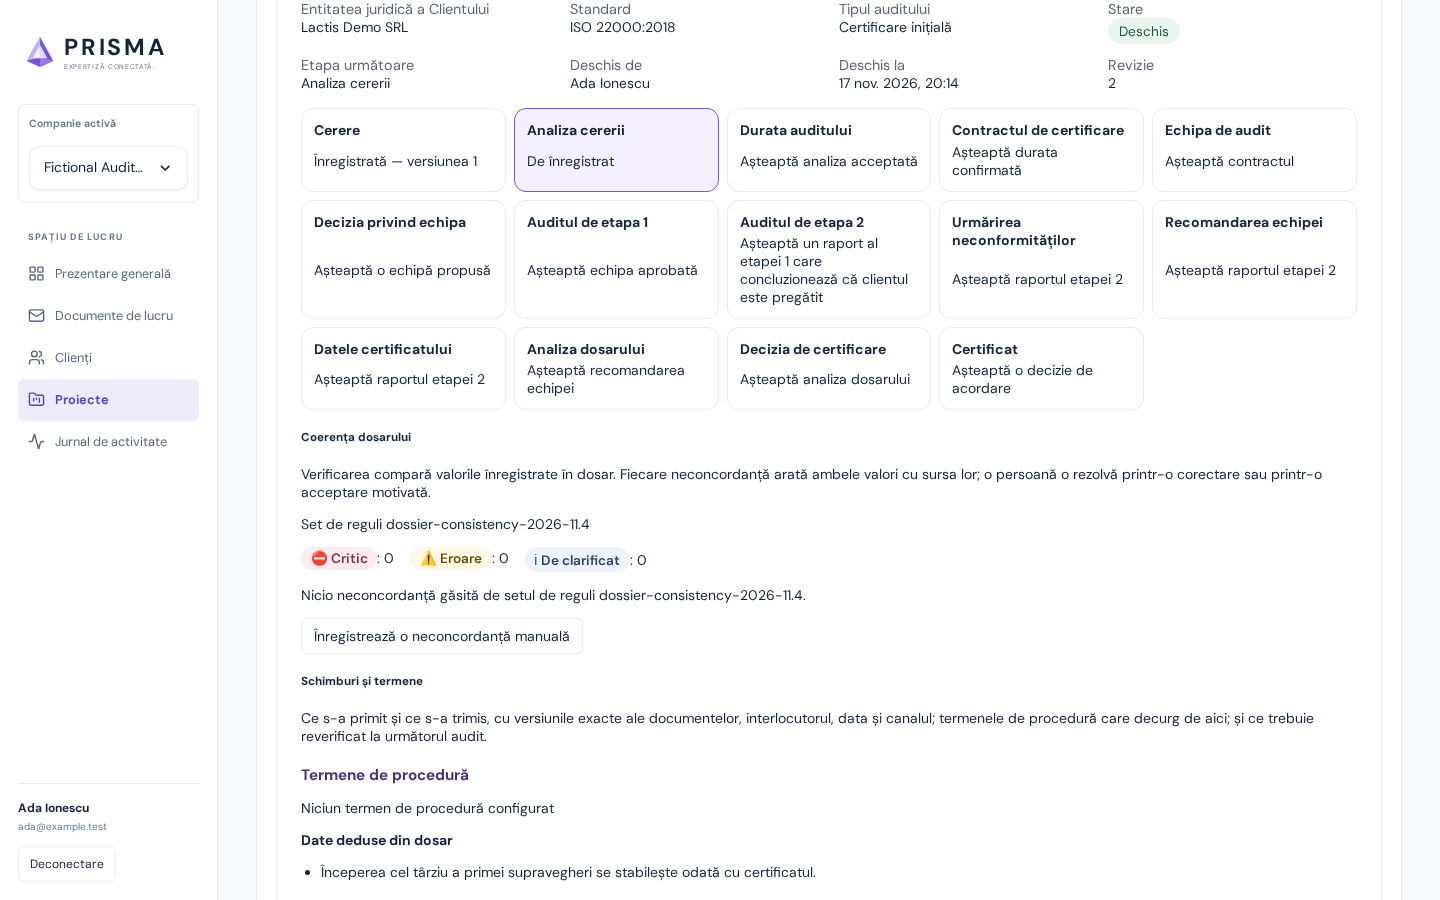 PRISMA
EXPERTIZĂ CONECTATĂ.
Companie activă
Fictional Audit...
SPAȚIU DE LUCRU
Prezentare generală
Documente de lucru
Clienți
Proiecte
Jurnal de activitate
Ada Ionescu
ada@example.test
Deconectare
Entitatea juridică a Clientului
Lactis Demo SRL
Standard
ISO 22000:2018
Tipul auditului
Certificare inițială
Stare
Deschis
Etapa următoare
Analiza cererii
Deschis de
Ada Ionescu
Deschis la
17 nov. 2026, 20:14
Revizie
2
Cerere
Înregistrată — versiunea 1
Analiza cererii
De înregistrat
Durata auditului
Așteaptă analiza acceptată
Contractul de certificare
Așteaptă durata
confirmată
Echipa de audit
Așteaptă contractul
Decizia privind echipa
Așteaptă o echipă propusă
Auditul de etapa 1
Așteaptă echipa aprobată
Auditul de etapa 2
Așteaptă un raport al
etapei 1 care
concluzionează că clientul
este pregătit
Urmărirea
neconformităților
Așteaptă raportul etapei 2
Recomandarea echipei
Așteaptă raportul etapei 2
Datele certificatului
Așteaptă raportul etapei 2
Analiza dosarului
Așteaptă recomandarea
echipei
Decizia de certificare
Așteaptă analiza dosarului
Certificat
Așteaptă o decizie de
acordare
Coerența dosarului
Verificarea compară valorile înregistrate în dosar. Fiecare neconcordanță arată ambele valori cu sursa lor; o persoană o rezolvă printr-o corectare sau printr-o
acceptare motivată.
Set de reguli dossier-consistency-2026-11.4
⛔ Critic : 0
⚠️ Eroare : 0
ℹ De clarificat : 0
Nicio neconcordanță găsită de setul de reguli dossier-consistency-2026-11.4.
Înregistrează o neconcordanță manuală
Schimburi și termene
Ce s-a primit și ce s-a trimis, cu versiunile exacte ale documentelor, interlocutorul, data și canalul; termenele de procedură care decurg de aici; și ce trebuie
reverificat la următorul audit.
Termene de procedură
Niciun termen de procedură configurat
Date deduse din dosar
• Începerea cel târziu a primei supravegheri se stabilește odată cu certificatul.